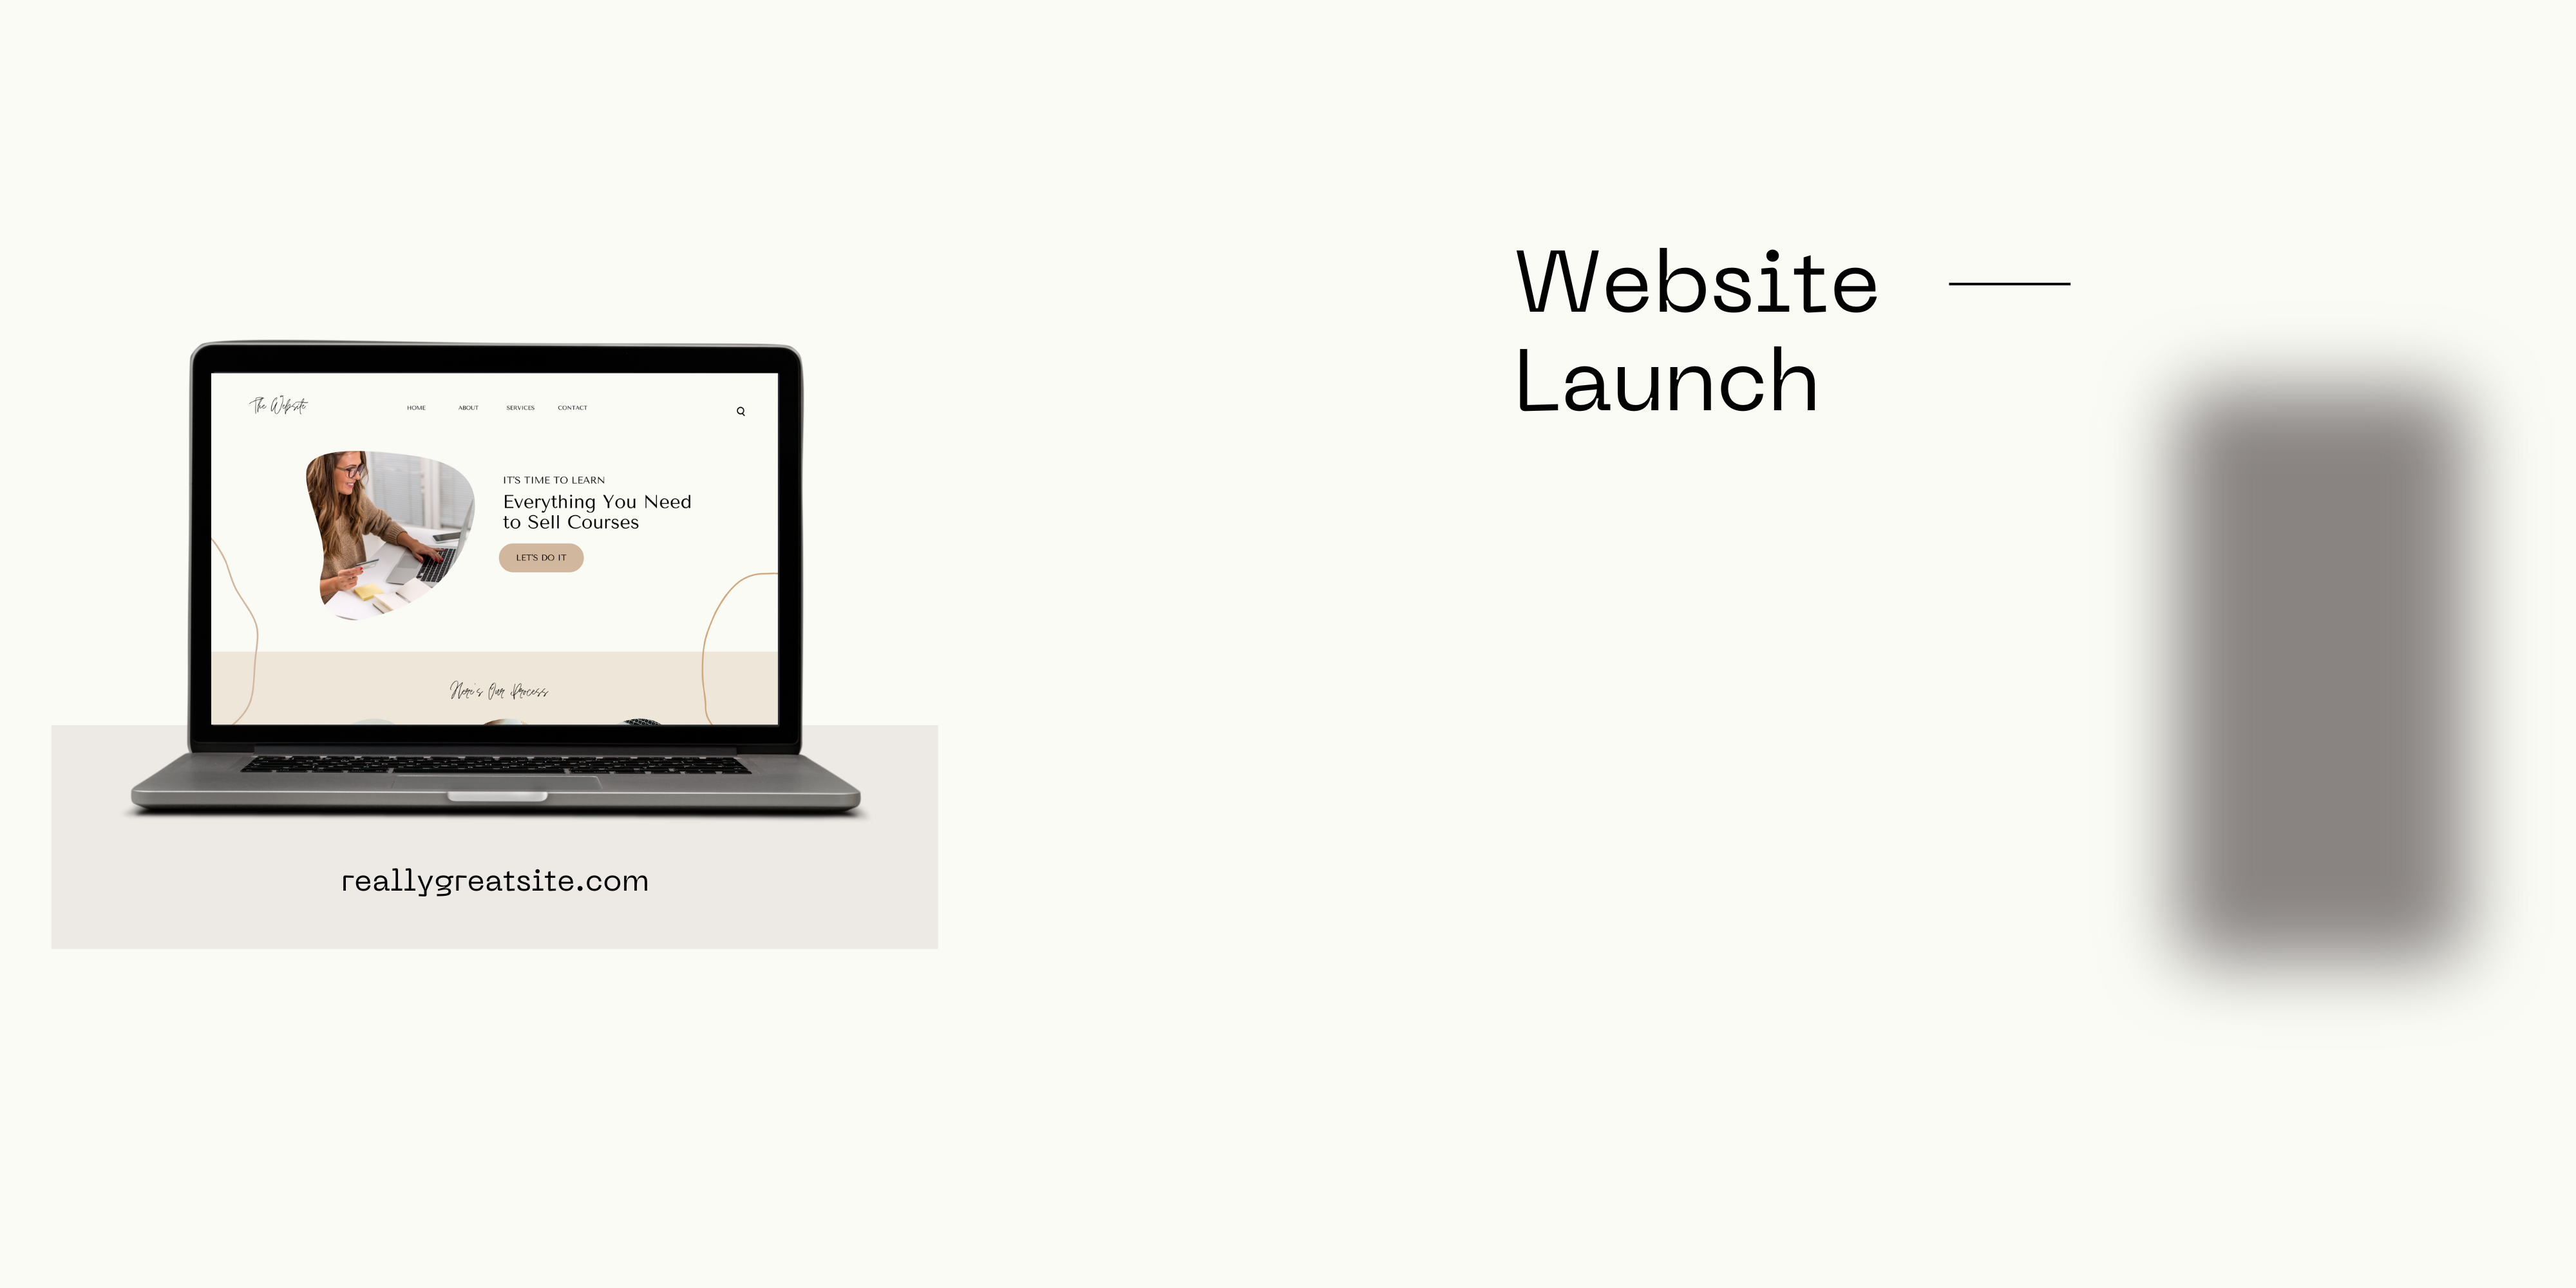 The Website
HOME ABOUT SERVICES CONTACT
IT'S TIME TO LEARN
Everything You Need
to Sell Courses
LET'S DO IT
Here's Our Process
reallygreatsite.com
Website
Launch